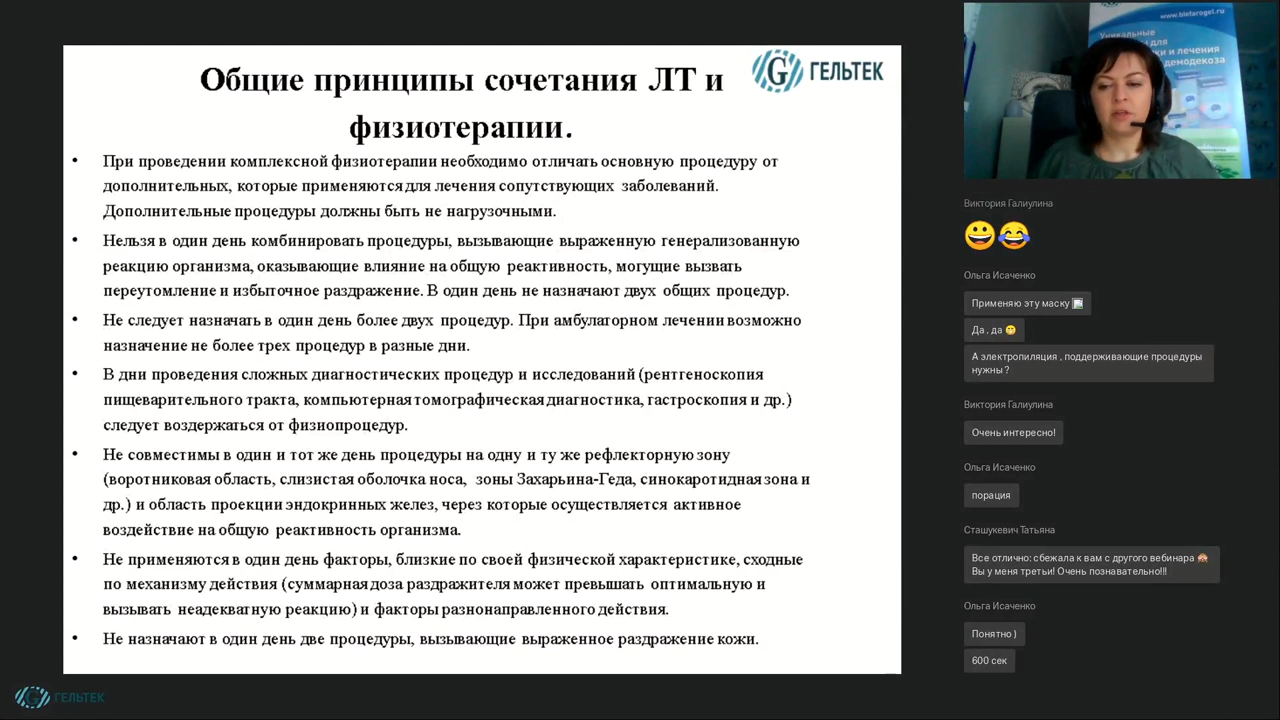 Общие принципы сочетания ЛТ и
физиотерапии.
ГЕЛЬТЕК
• При проведении комплексной физиотерапии необходимо отличать основную процедуру от
дополнительных, которые применяются для лечения сопутствующих заболеваний.
Дополнительные процедуры должны быть не нагрузочными.
• Нельзя в один день комбинировать процедуры, вызывающие выраженную генерализованную
реакцию организма, оказывающие влияние на общую реактивность, могущие вызвать
переутомление и избыточное раздражение. В один день не назначают двух общих процедур.
• Не следует назначать в один день более двух процедур. При амбулаторном лечении возможно
назначение не более трех процедур в разные дни.
• В дни проведения сложных диагностических процедур и исследований (рентгеноскопия
пищеварительного тракта, компьютерная томографическая диагностика, гастроскопия и др.)
следует воздержаться от физиопроцедур.
• Не совместимы в один и тот же день процедуры на одну и ту же рефлекторную зону
(воротниковая область, слизистая оболочка носа, зоны Захарьина-Геда, синокаротидная зона и
др.) и область проекции эндокринных желез, через которые осуществляется активное
воздействие на общую реактивность организма.
• Не применяются в один день факторы, близкие по своей физической характеристике, сходные
по механизму действия (суммарная доза раздражителя может превышать оптимальную и
вызывать неадекватную реакцию) и факторы разнонаправленного действия.
• Не назначают в один день две процедуры, вызывающие выраженное раздражение кожи.
ГЕЛЬТЕК
www.bletarogel.ru
Уникальные
для
и лечения
демодекоза
Виктория Галиулина
😀😂
Ольга Исаченко
Применяю эту маску
Да , да 😁
А электропиляция , поддерживающие процедуры
нужны ?
Виктория Галиулина
Очень интересно!
Ольга Исаченко
порация
Сташукевич Татьяна
Все отлично: сбежала к вам с другого вебинара 🙈
Вы у меня третьи! Очень познавательно!!!
Ольга Исаченко
Понятно )
600 сек